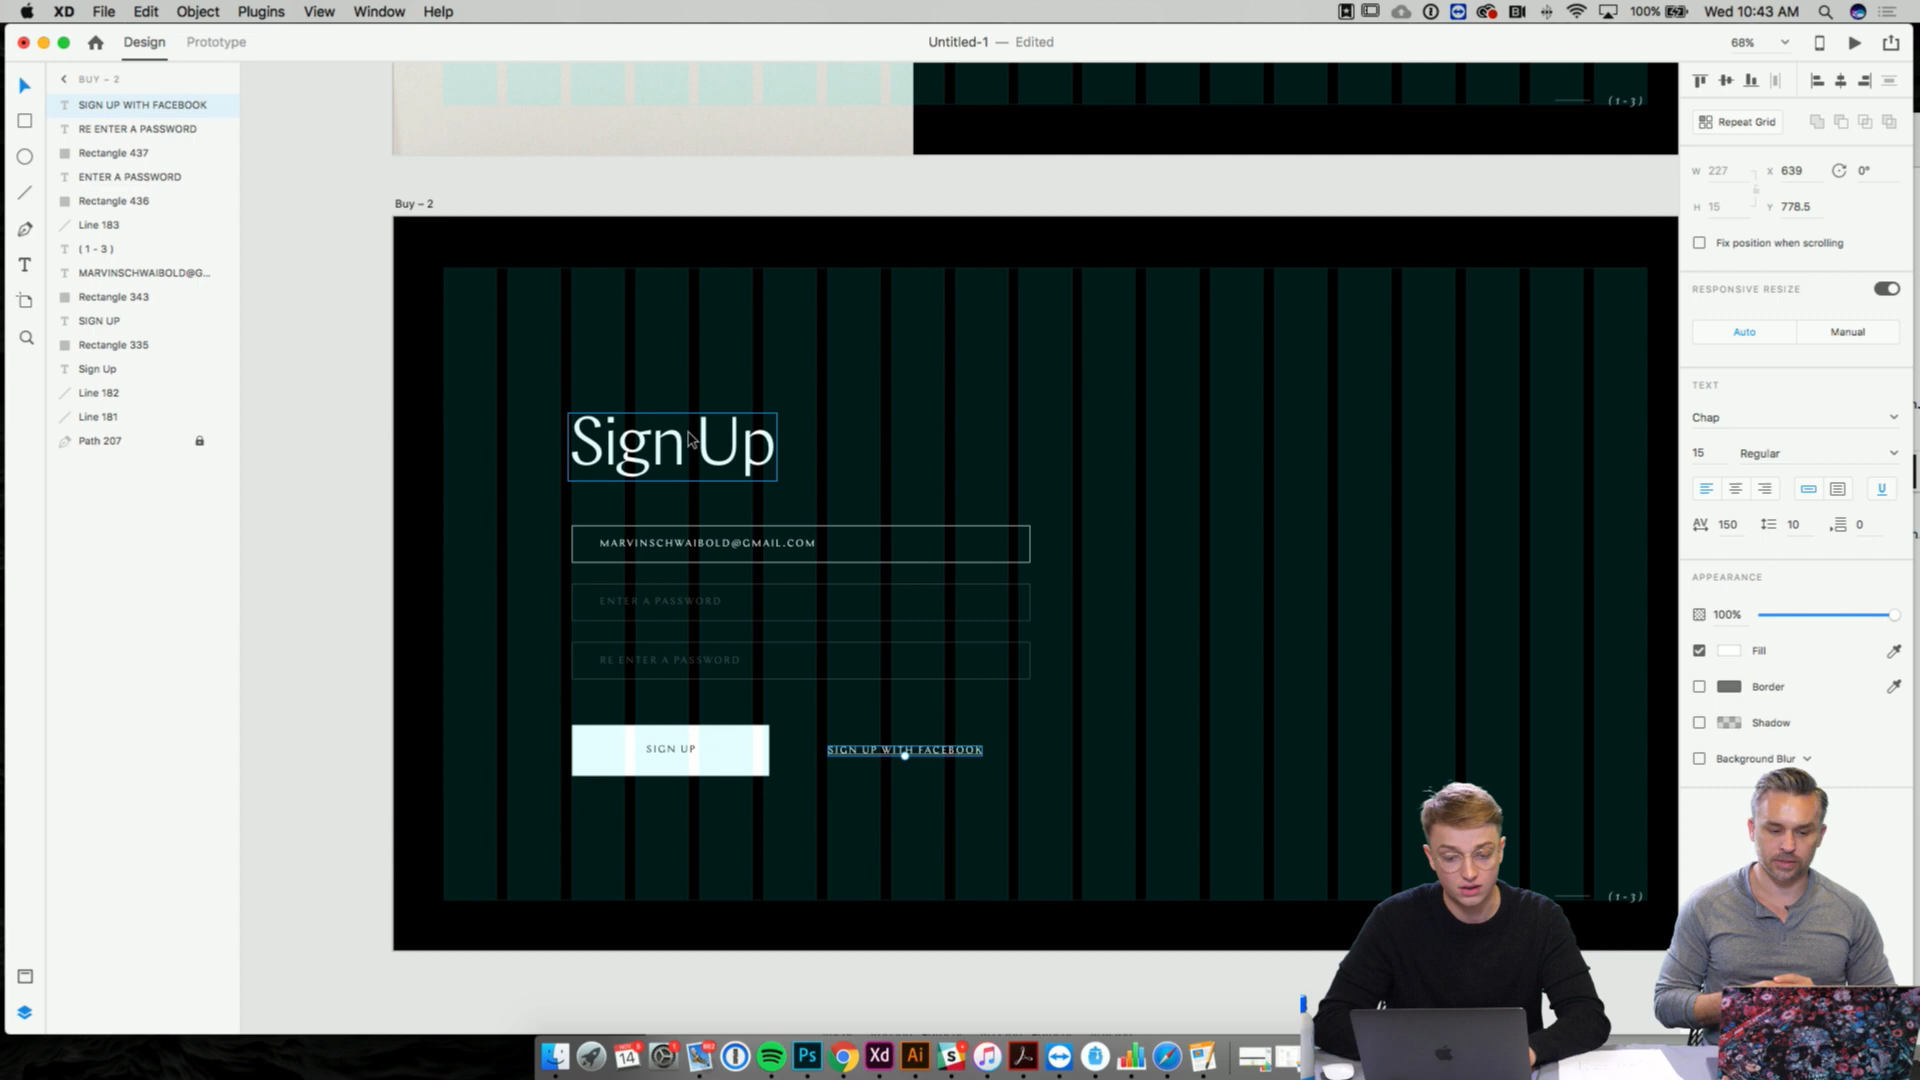 XD File Edit Object Plugins View Window Help
100% Wed 10:43 AM
Design Prototype
Untitled-1 — Edited
68%
BUY – 2
SIGN UP WITH FACEBOOK
RE ENTER A PASSWORD
Rectangle 437
ENTER A PASSWORD
Rectangle 436
Line 183
( 1 - 3 )
MARVINSCHWAIBOLD@G...
Rectangle 343
SIGN UP
Rectangle 335
Sign Up
Line 182
Line 181
Path 207
(1-3)
Buy – 2
Sign Up
MARVINSCHWAIBOLD@GMAIL.COM
ENTER A PASSWORD
RE ENTER A PASSWORD
SIGN UP
SIGN UP WITH FACEBOOK
(1-3)
Repeat Grid
W 227 X 639 0°
H 15 Y 778.5
Fix position when scrolling
RESPONSIVE RESIZE
Auto Manual
TEXT
Chap
15 Regular
U
AV 150 10 0
APPEARANCE
100%
Fill
Border
Shadow
Background Blur
14
Ps Xd Ai